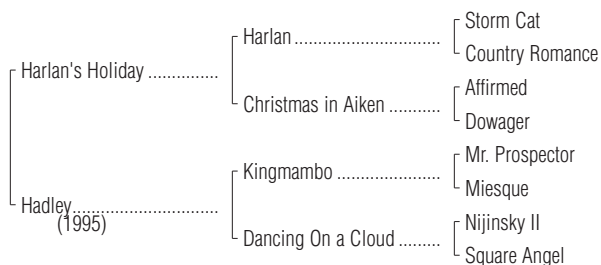 Storm Cat
Harlan ........................................
Country Romance
Harlan's Holiday ...................
Affirmed
Christmas in Aiken ...........
Dowager
Mr. Prospector
Kingmambo ............................
Miesque
Hadley........................................
(1995)
Nijinsky II
Dancing On a Cloud .........
Square Angel